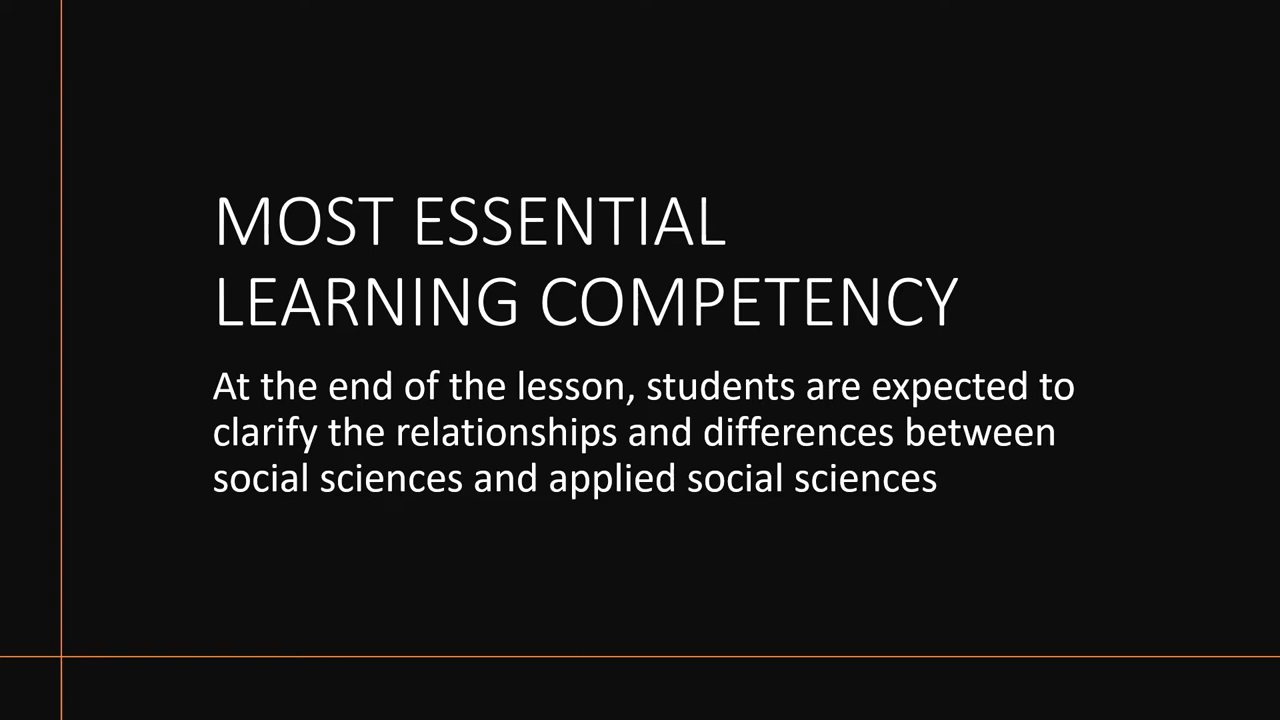 MOST ESSENTIAL
LEARNING COMPETENCY
At the end of the lesson, students are expected to
clarify the relationships and differences between
social sciences and applied social sciences